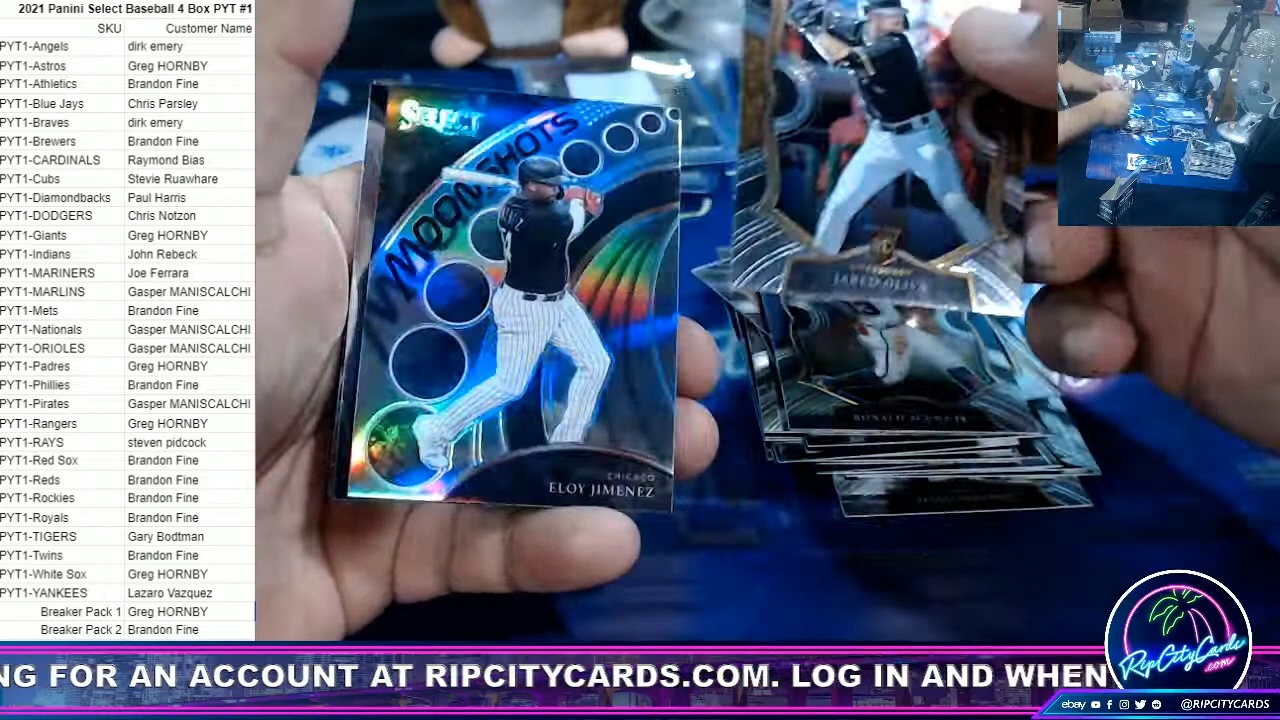 2021 Panini Select Baseball 4 Box PYT #1
SKU Customer Name
PYT1-Angels dirk emery
PYT1-Astros Greg HORNBY
PYT1-Athletics Brandon Fine
PYT1-Blue Jays Chris Parsley
PYT1-Braves dirk emery
PYT1-Brewers Brandon Fine
PYT1-CARDINALS Raymond Bias
PYT1-Cubs Stevie Ruawhare
PYT1-Diamondbacks Paul Harris
PYT1-DODGERS Chris Notzon
PYT1-Giants Greg HORNBY
PYT1-Indians John Rebeck
PYT1-MARINERS Joe Ferrara
PYT1-MARLINS Gasper MANISCALCHI
PYT1-Mets Brandon Fine
PYT1-Nationals Gasper MANISCALCHI
PYT1-ORIOLES Gasper MANISCALCHI
PYT1-Padres Greg HORNBY
PYT1-Phillies Brandon Fine
PYT1-Pirates Gasper MANISCALCHI
PYT1-Rangers Greg HORNBY
PYT1-RAYS steven pidcock
PYT1-Red Sox Brandon Fine
PYT1-Reds Brandon Fine
PYT1-Rockies Brandon Fine
PYT1-Royals Brandon Fine
PYT1-TIGERS Gary Bodtman
PYT1-Twins Brandon Fine
PYT1-White Sox Greg HORNBY
PYT1-YANKEES Lazaro Vazquez
Breaker Pack 1 Greg HORNBY
Breaker Pack 2 Brandon Fine
SELECT
MOONSHOTS
CHICAGO
ELOY JIMENEZ
NG FOR AN ACCOUNT AT RIPCITYCARDS.COM. LOG IN AND WHEN
RipCityCards
.com
ebay @RIPCITYCARDS